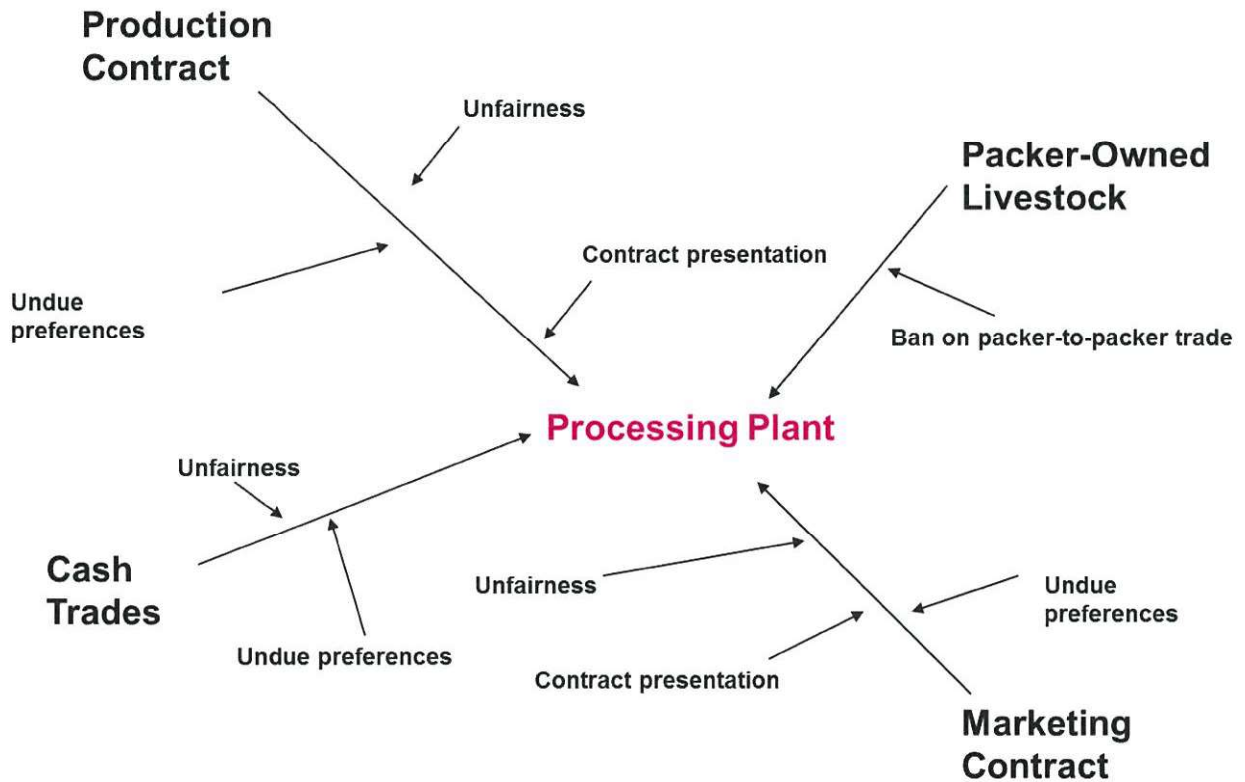 Production
Contract
Unfairness
Packer-Owned
Livestock
Contract presentation
Undue
preferences
Ban on packer-to-packer trade
Processing Plant
Unfairness
Cash
Trades
Undue preferences
Unfairness
Undue
preferences
Contract presentation
Marketing
Contract